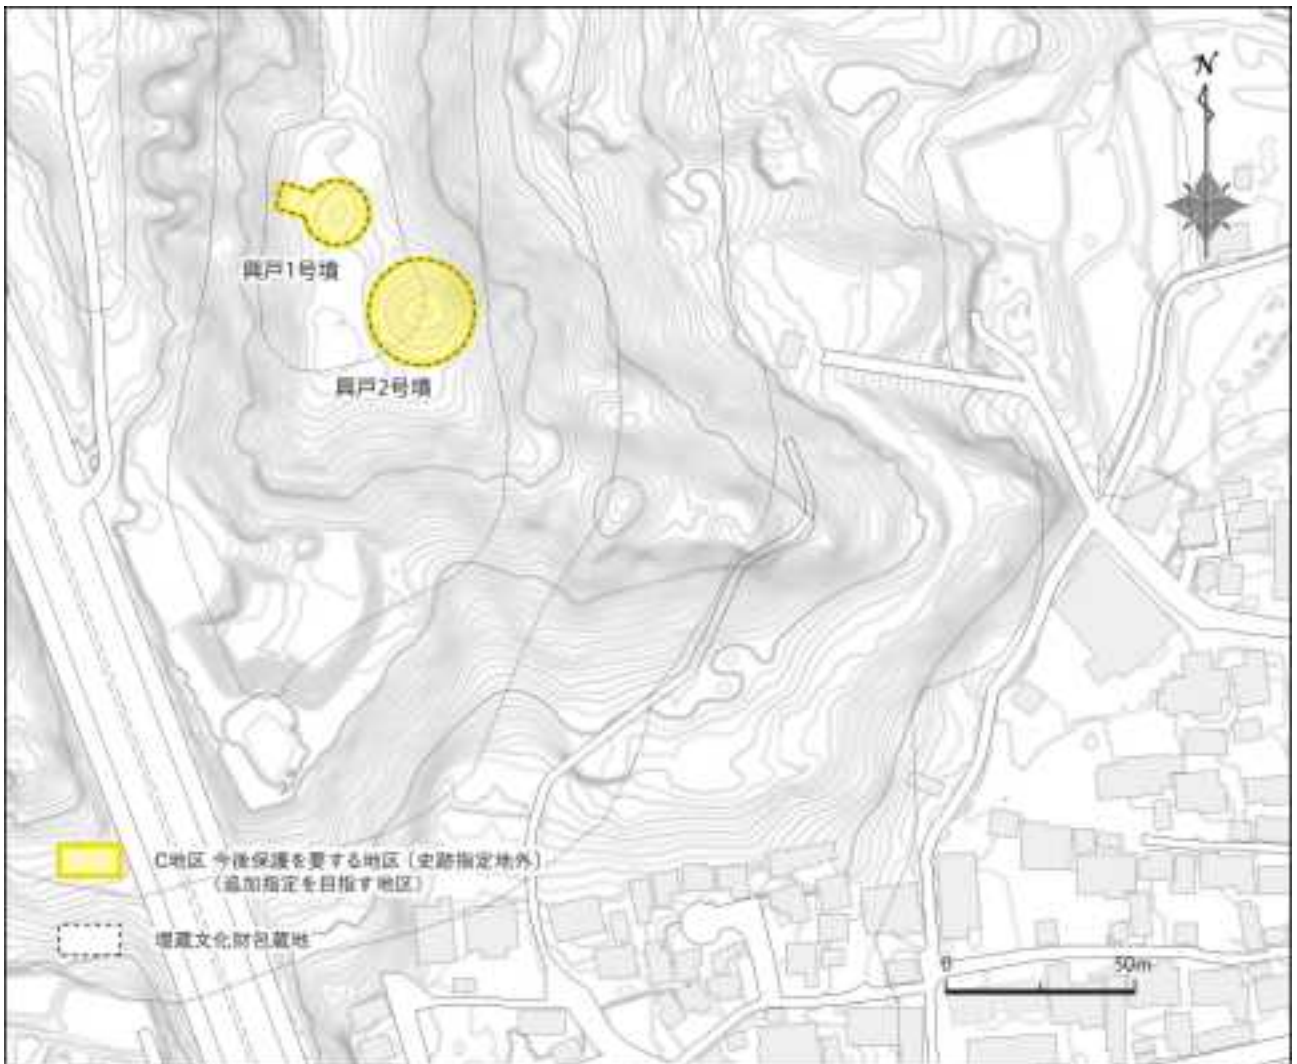 N
興戸1号墳
興戸2号墳
C地区 今後保護を要する地区（史跡指定地外）
（追加指定を目指す地区）
埋蔵文化財包蔵地
0 50m